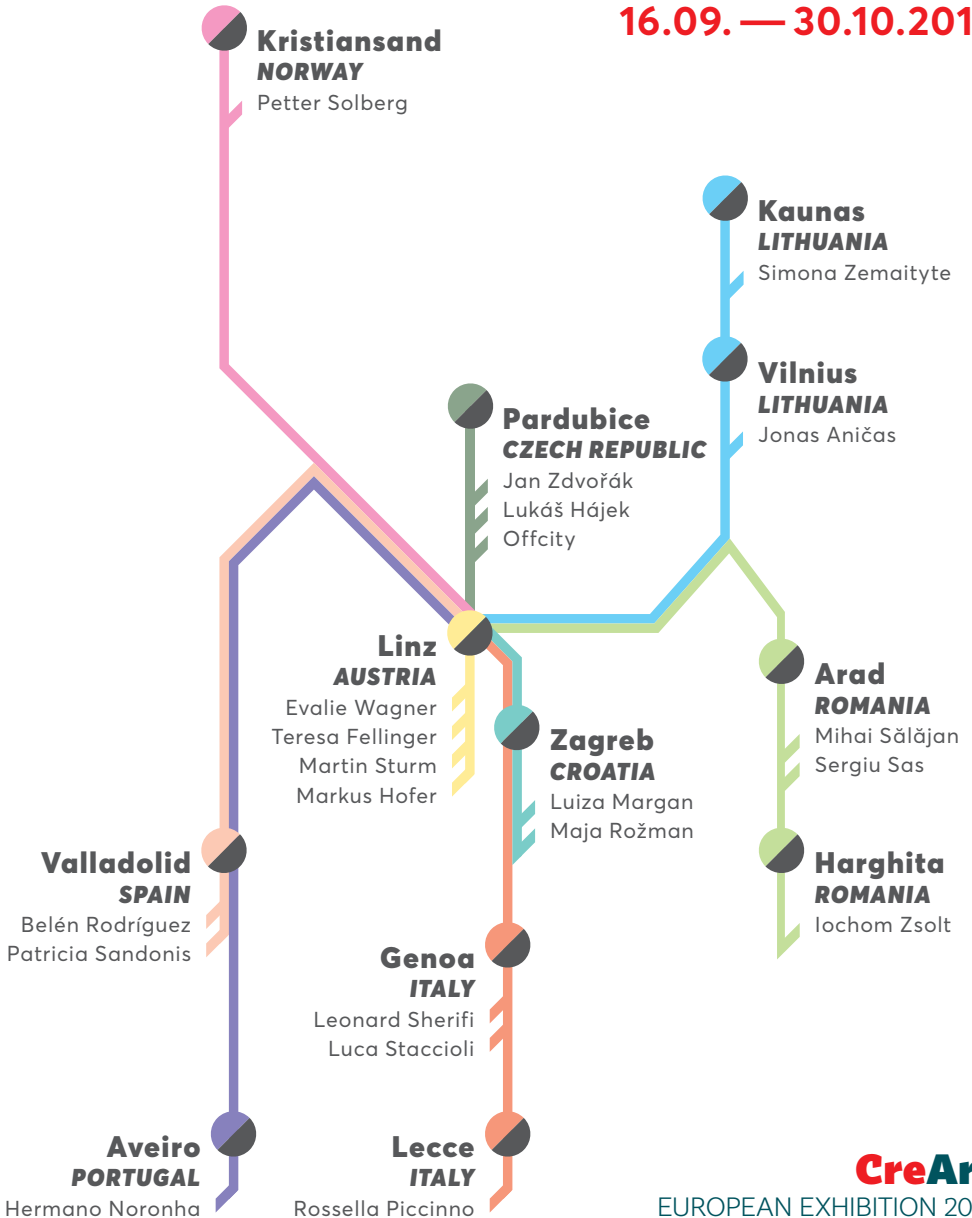 16.09. — 30.10.201
Kristiansand
NORWAY
Petter Solberg
Kaunas
LITHUANIA
Simona Zemaityte
Vilnius
LITHUANIA
Jonas Aničas
Pardubice
CZECH REPUBLIC
Jan Zdvořák
Lukáš Hájek
Offcity
Linz
AUSTRIA
Evalie Wagner
Teresa Fellinger
Martin Sturm
Markus Hofer
Arad
ROMANIA
Mihai Sălăjan
Sergiu Sas
Zagreb
CROATIA
Luiza Margan
Maja Rožman
Valladolid
SPAIN
Belén Rodríguez
Patricia Sandonis
Harghita
ROMANIA
Iochom Zsolt
Genoa
ITALY
Leonard Sherifi
Luca Staccioli
Aveiro
PORTUGAL
Hermano Noronha
Lecce
ITALY
Rossella Piccinno
CreAr
EUROPEAN EXHIBITION 20